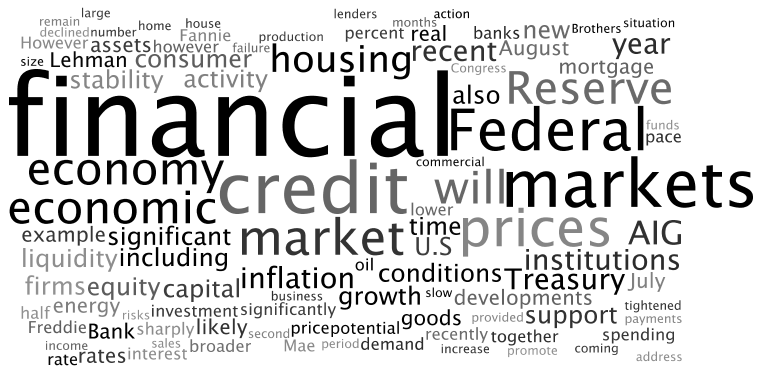 large
remain
home house
lenders
months
action
declined number
Fannie
production
percent real
banks new Brothers situation
However assets however failure
housing recent August year
size Lehman consumer
Congress
mortgage
stability activity
financial
also Reserve
Federal funds
pace
economy
commercial
credit will markets
economic
lower
market time prices AIG
example significant
U.S
liquidity including
institutions
oil
firms equity capital inflation conditions Treasury July
business
growth slow developments
half energy risks investment significantly
tightened
provided support payments
Freddie Bank sharply likely second price potential goods
recently together spending
income sales
rate rates interest broader Mae period demand
increase promote coming address